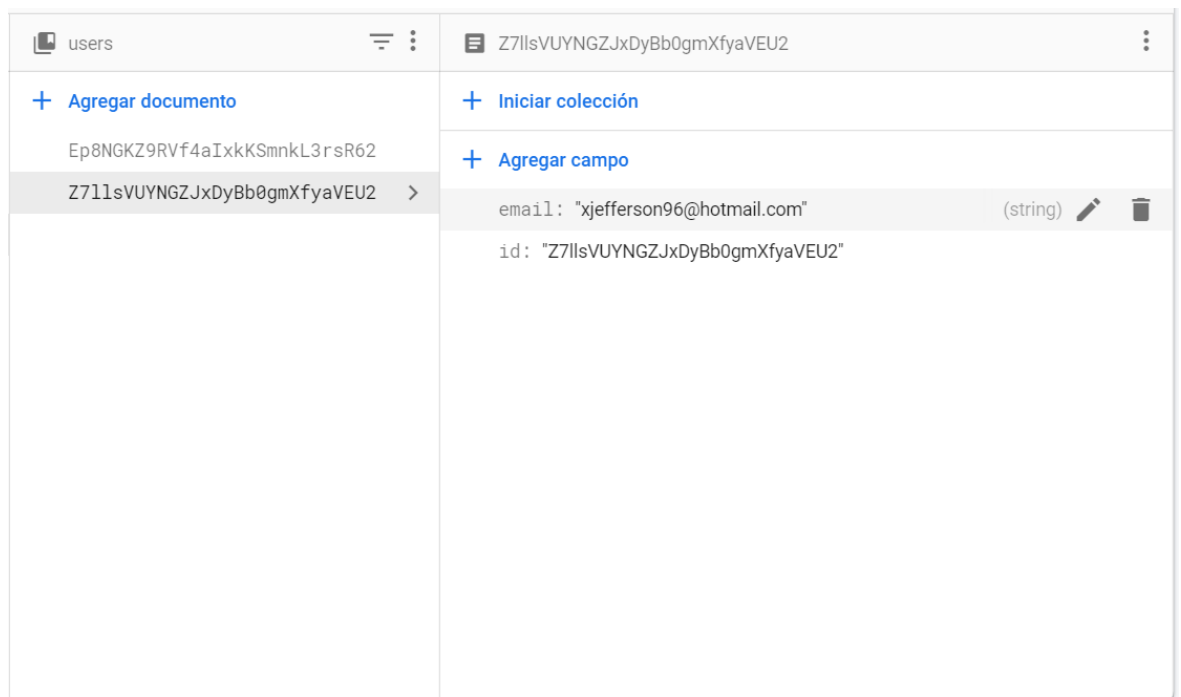 users
Agregar documento
Ep8NGKZ9RVf4aIxkKSmnkL3rsR62
Z7llsVUYNGZJxDyBb0gmXfyaVEU2
Z7llsVUYNGZJxDyBb0gmXfyaVEU2
Iniciar colección
Agregar campo
email: "xjefferson96@hotmail.com" (string)
id: "Z7llsVUYNGZJxDyBb0gmXfyaVEU2"